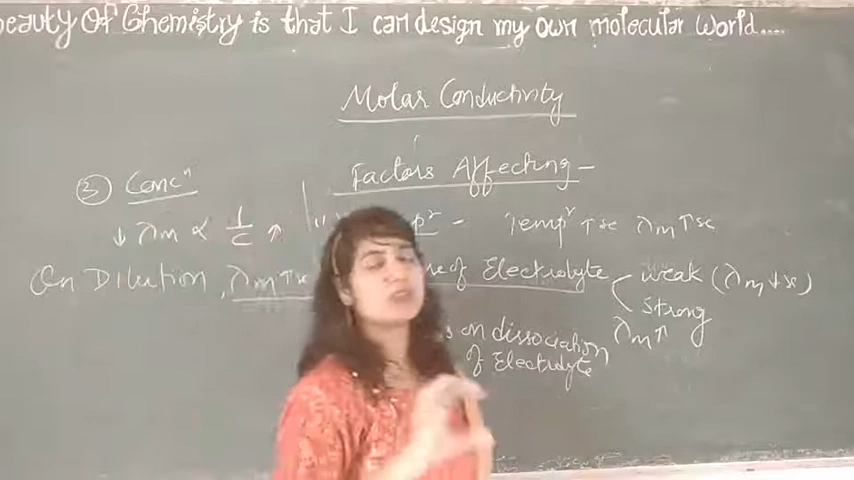 beauty Of Chemistry is that I can design my own molecular world....
Molar Conductivity
Factors Affecting -
Temp^r ↑se λm ↑se
Nature of Electrolyte
weak (λm ↓se)
Strong
λm ↑
on dissociation
of Electrolyte
③ Conc^n
↓ λm ∝ 1/C ↑
On Dilution, λm ↑se